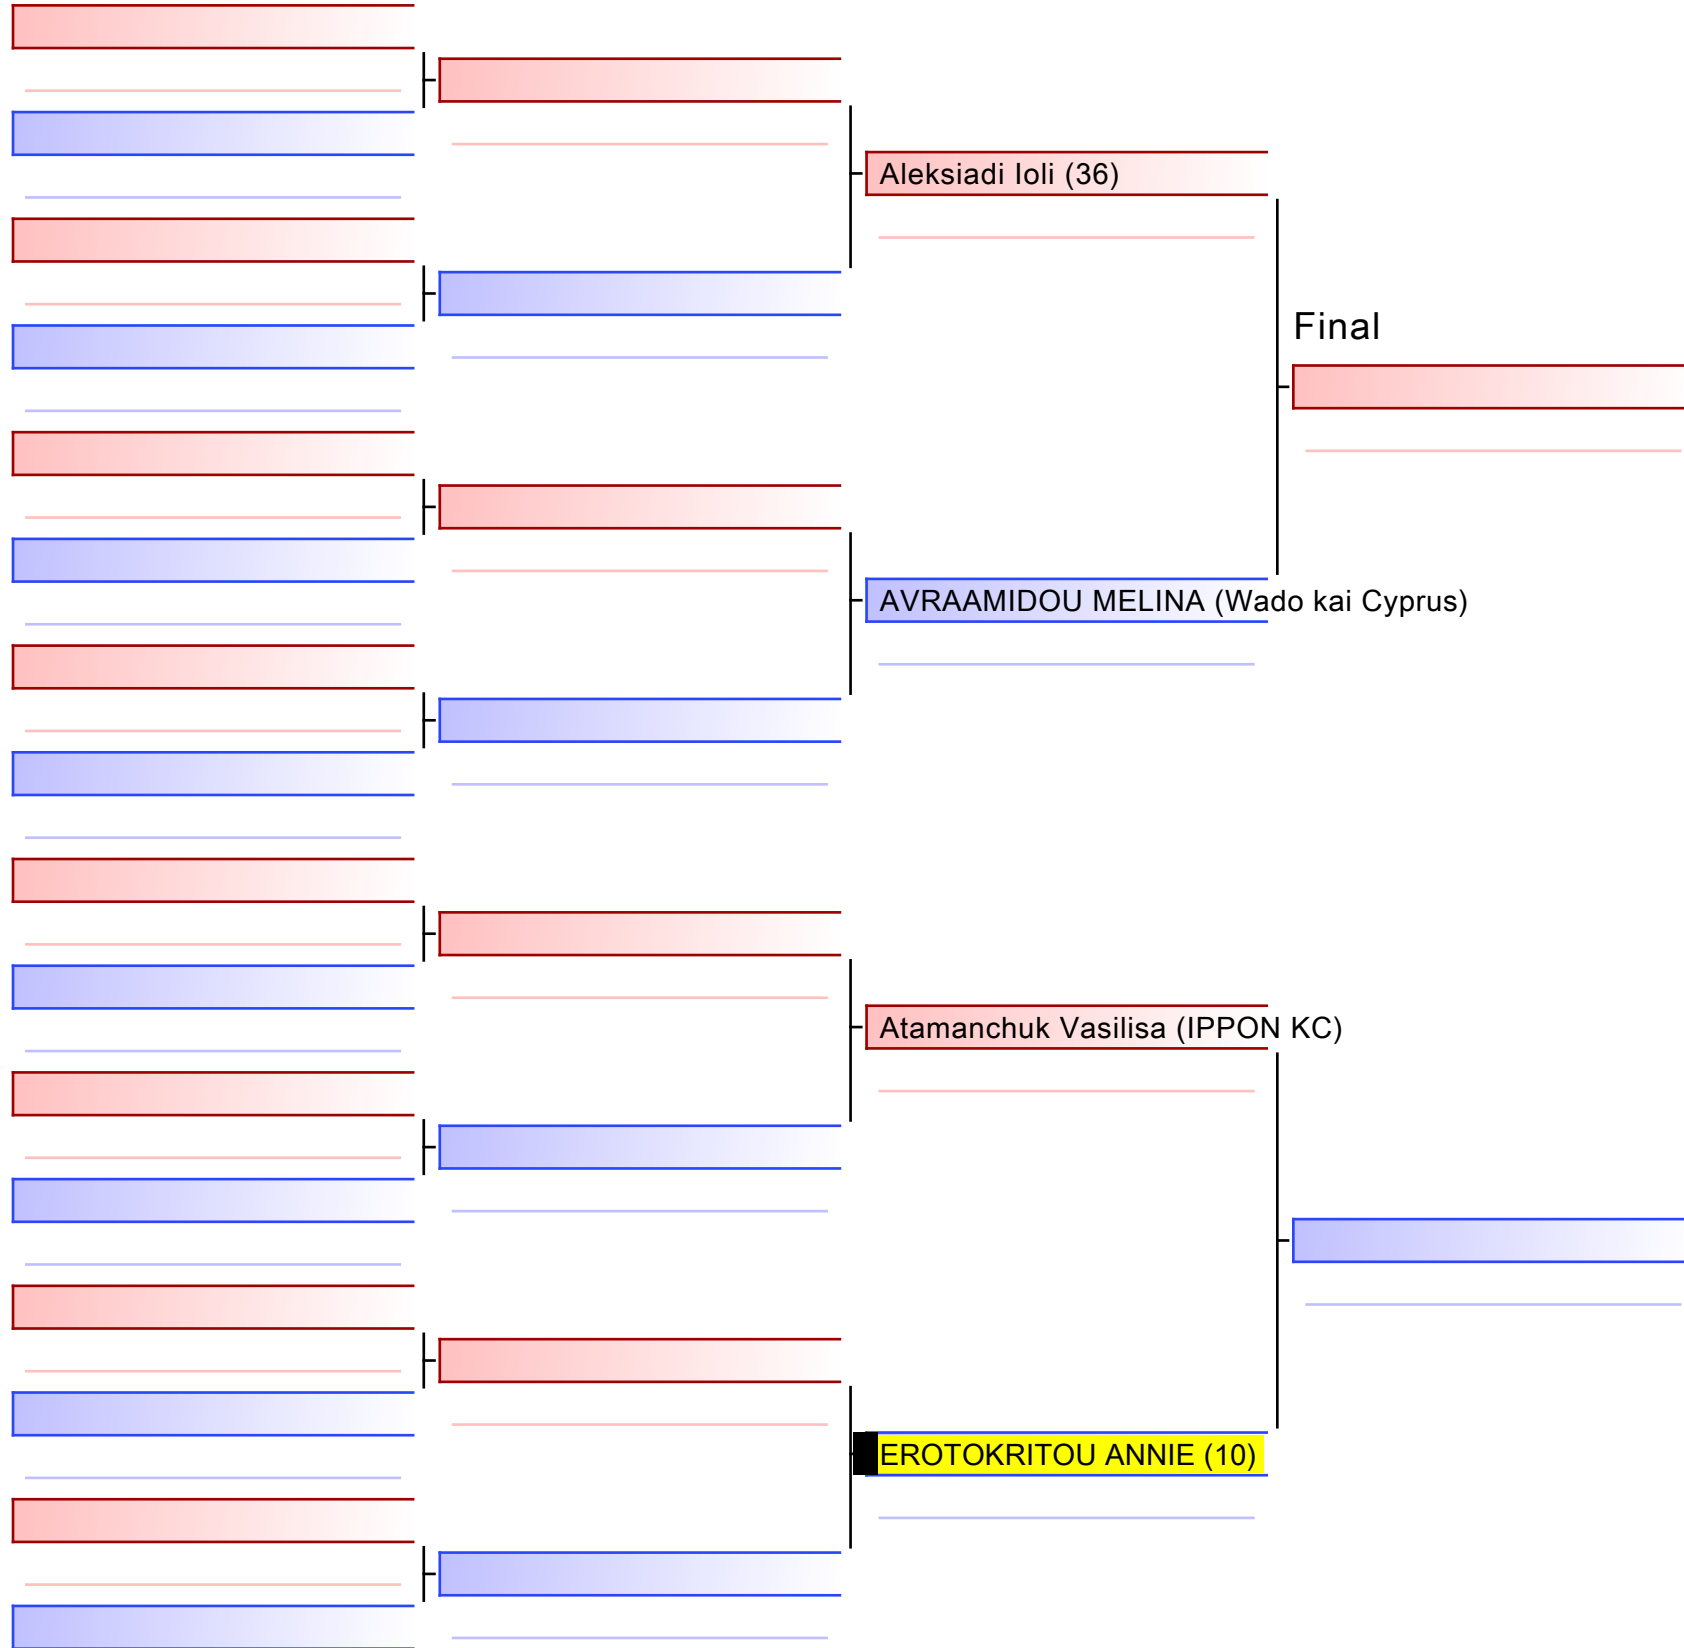 Aleksiadi Ioli (36)
Final
AVRAAMIDOU MELINA (Wado kai Cyprus)
Atamanchuk Vasilisa (IPPON KC)
EROTOKRITOU ANNIE (10)